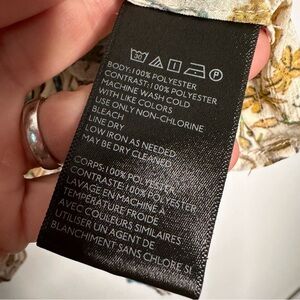 BODY:100% POLYESTER
CONTRAST:100% POLYESTER
MACHINE WASH COLD
WITH LIKE COLORS
USE ONLY NON-CHLORINE
BLEACH
LINE DRY
LOW IRON AS NEEDED
MAY BE DRY CLEANED
CORPS:100% POLYESTER
CONTRASTE:100% POLYESTER
LAVAGE EN MACHINE À
TEMPÉRATURE FROIDE
AVEC COULEURS SIMILAIRES
UTILISER UN AGENT DE
BLANCHIMENT SANS CHLORE SI